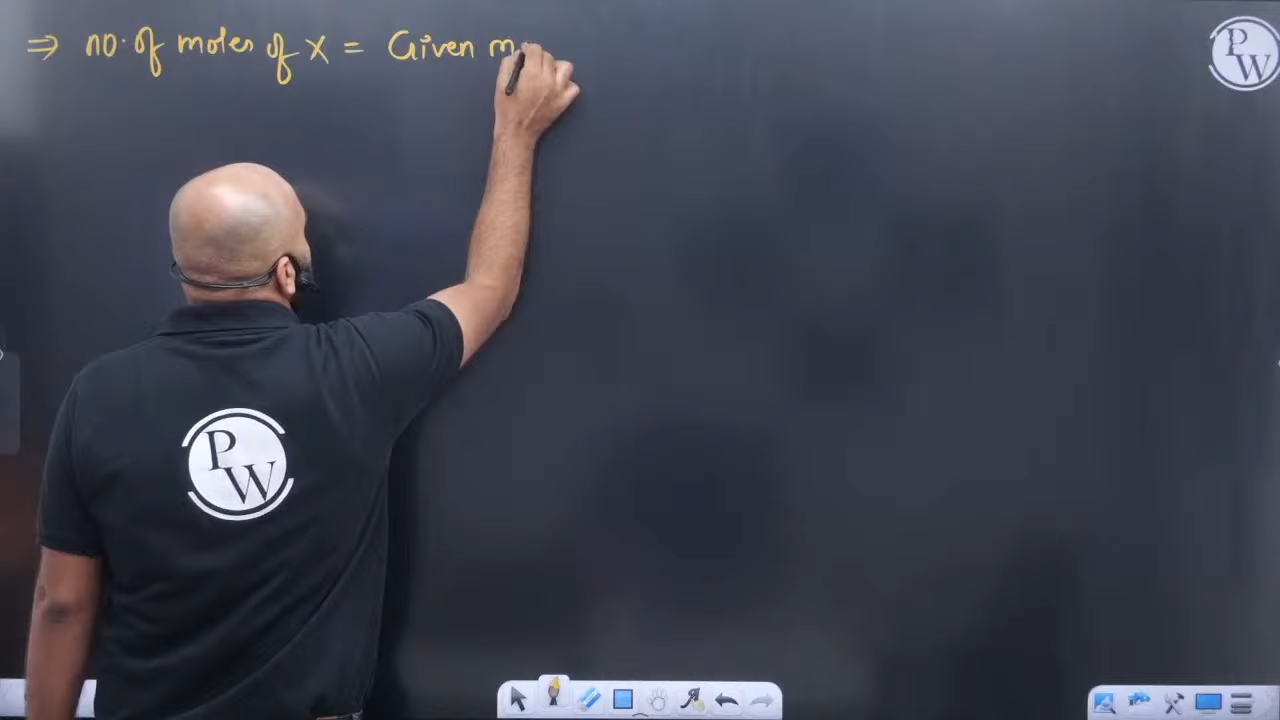 ⇒ no. of moles of X = Given m
PW
PW